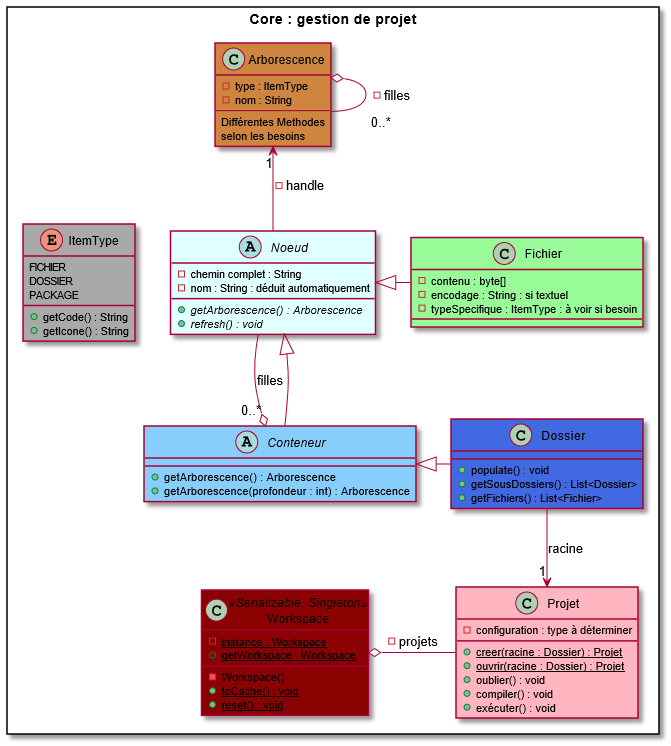 Core : gestion de projet
C Arborescence
type : ItemType
nom : String
Différentes Methodes
selon les besoins
filles
0..*
1
handle
E ItemType
FICHIER
DOSSIER
PACKAGE
getCode() : String
getIcone() : String
A Noeud
chemin complet : String
nom : String : déduit automatiquement
getArborescence() : Arborescence
refresh() : void
C Fichier
contenu : byte[]
encodage : String : si textuel
typeSpecifique : ItemType : à voir si besoin
filles
0..*
A Conteneur
getArborescence() : Arborescence
getArborescence(profondeur : int) : Arborescence
C Dossier
populate() : void
getSousDossiers() : List<Dossier>
getFichiers() : List<Fichier>
racine
1
C «Serializable, Singleton»
Workspace
instance : Workspace
getWorkspace : Workspace
Workspace()
toCache() : void
reset() : void
projets
C Projet
configuration : type à déterminer
creer(racine : Dossier) : Projet
ouvrir(racine : Dossier) : Projet
oublier() : void
compiler() : void
exécuter() : void